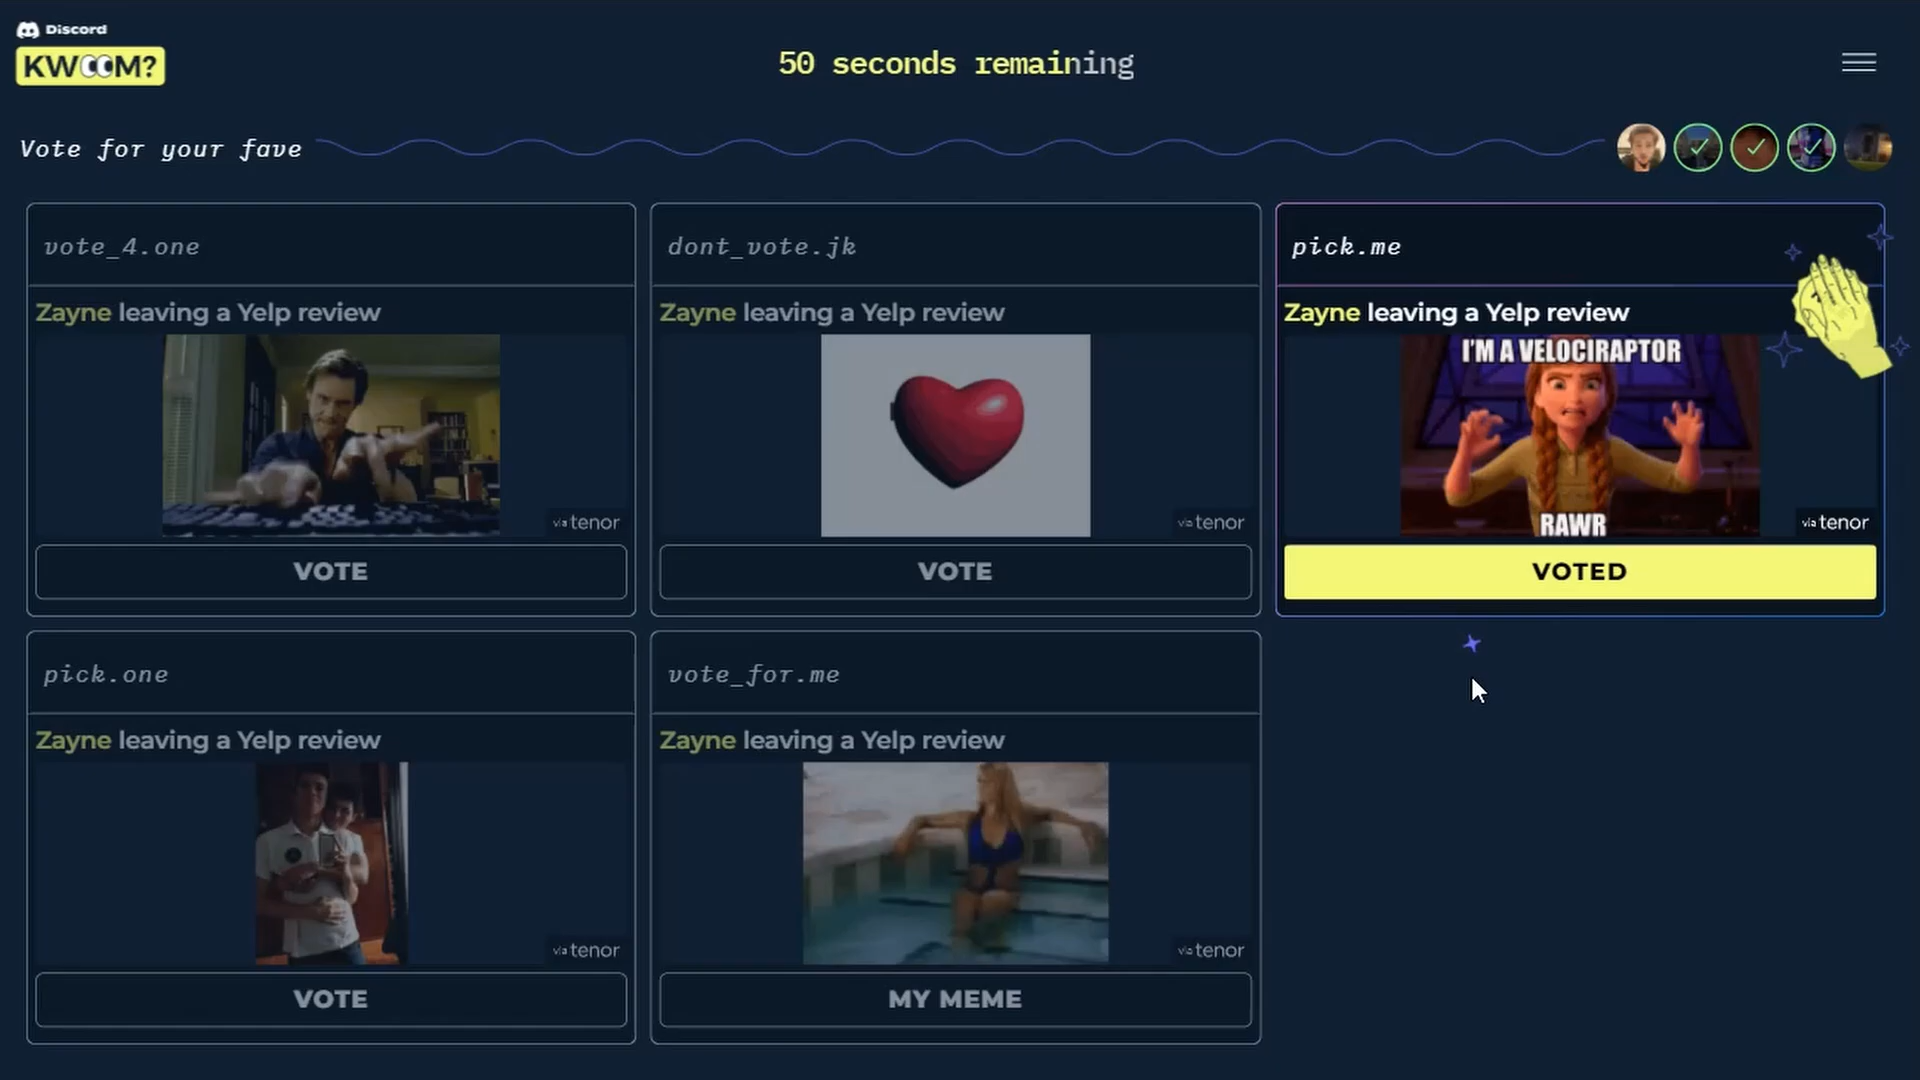 Discord
KWOOM?
50 seconds remaining
Vote for your fave
vote_4.one
Zayne leaving a Yelp review
via tenor
VOTE
dont_vote.jk
Zayne leaving a Yelp review
via tenor
VOTE
pick.me
Zayne leaving a Yelp review
I'M A VELOCIRAPTOR
RAWR
via tenor
VOTED
pick.one
Zayne leaving a Yelp review
via tenor
VOTE
vote_for.me
Zayne leaving a Yelp review
via tenor
MY MEME